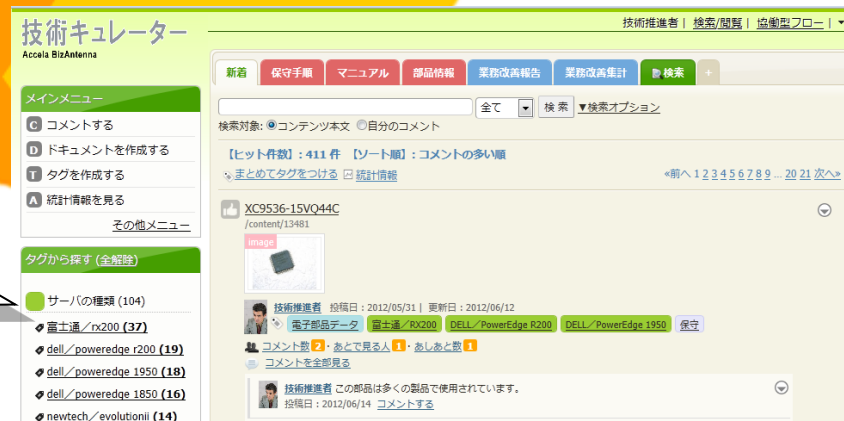 技術キュレーター
Accela BizAntenna
技術推進者 | 検索/閲覧 | 協働型フロー | ▼
新着 保守手順 マニュアル 部品情報 業務改善報告 業務改善集計 検索 +
全て 検索 ▼検索オプション
検索対象: コンテンツ本文 自分のコメント
【ヒット件数】: 411 件 【ソート順】: コメントの多い順
まとめてタグをつける 統計情報
«前へ 1 2 3 4 5 6 7 8 9 ... 20 21 次へ»
メインメニュー
C コメントする
D ドキュメントを作成する
T タグを作成する
A 統計情報を見る
その他メニュー
タグから探す (全解除)
サーバの種類 (104)
富士通／rx200 (37)
dell／poweredge r200 (19)
dell／poweredge 1950 (18)
dell／poweredge 1850 (16)
newtech／evolutionii (14)
XC9536-15VQ44C
/content/13481
image
技術推進者 投稿日 : 2012/05/31 | 更新日 : 2012/06/12
電子部品データ 富士通／RX200 DELL／PowerEdge R200 DELL／PowerEdge 1950 保守
コメント数 2・あとで見る人 1・あしあと数 1
コメントを全部見る
技術推進者 この部品は多くの製品で使用されています。
投稿日 : 2012/06/14 コメントする